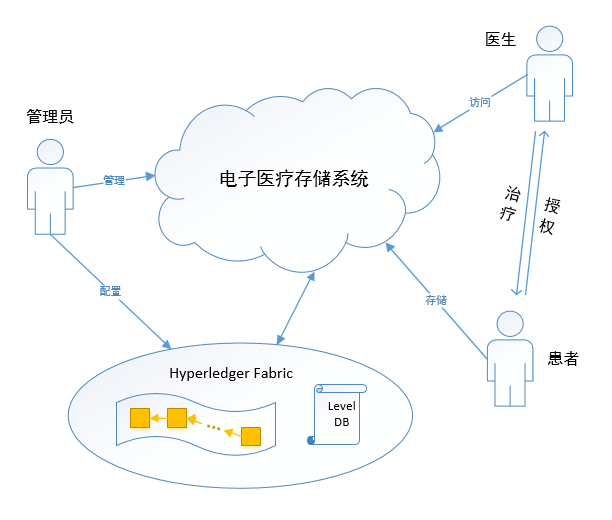 医生
访问
管理员
管理
电子医疗存储系统
治疗
授权
配置
存储
患者
Hyperledger Fabric
Level
DB